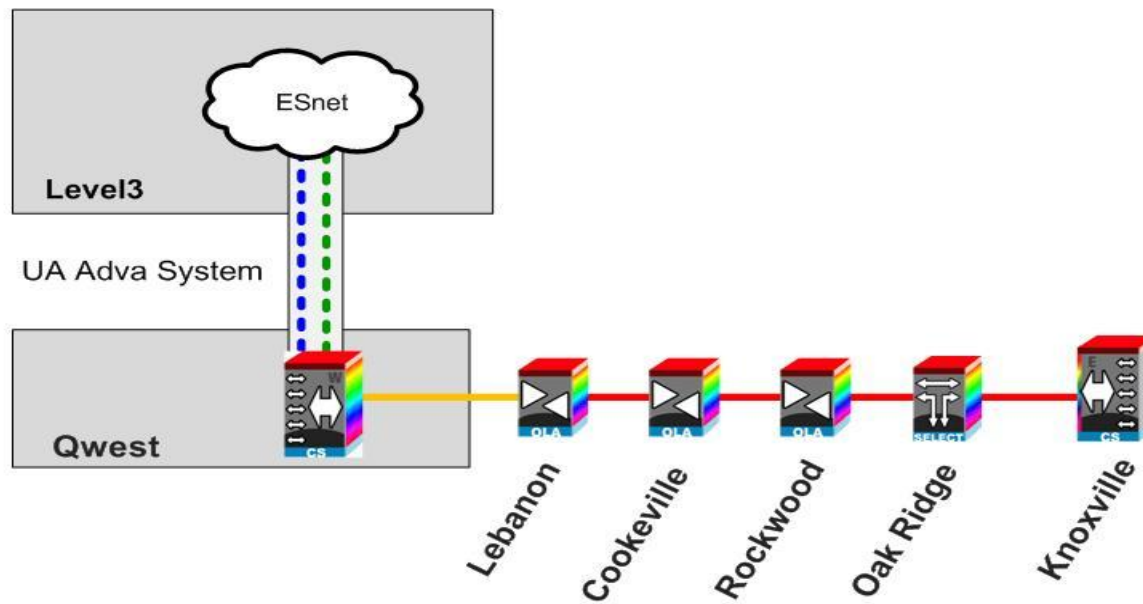 ESnet
Level3
UA Adva System
Qwest
W
CS
OLA
OLA
OLA
SELECT
E
CS
Lebanon
Cookeville
Rockwood
Oak Ridge
Knoxville